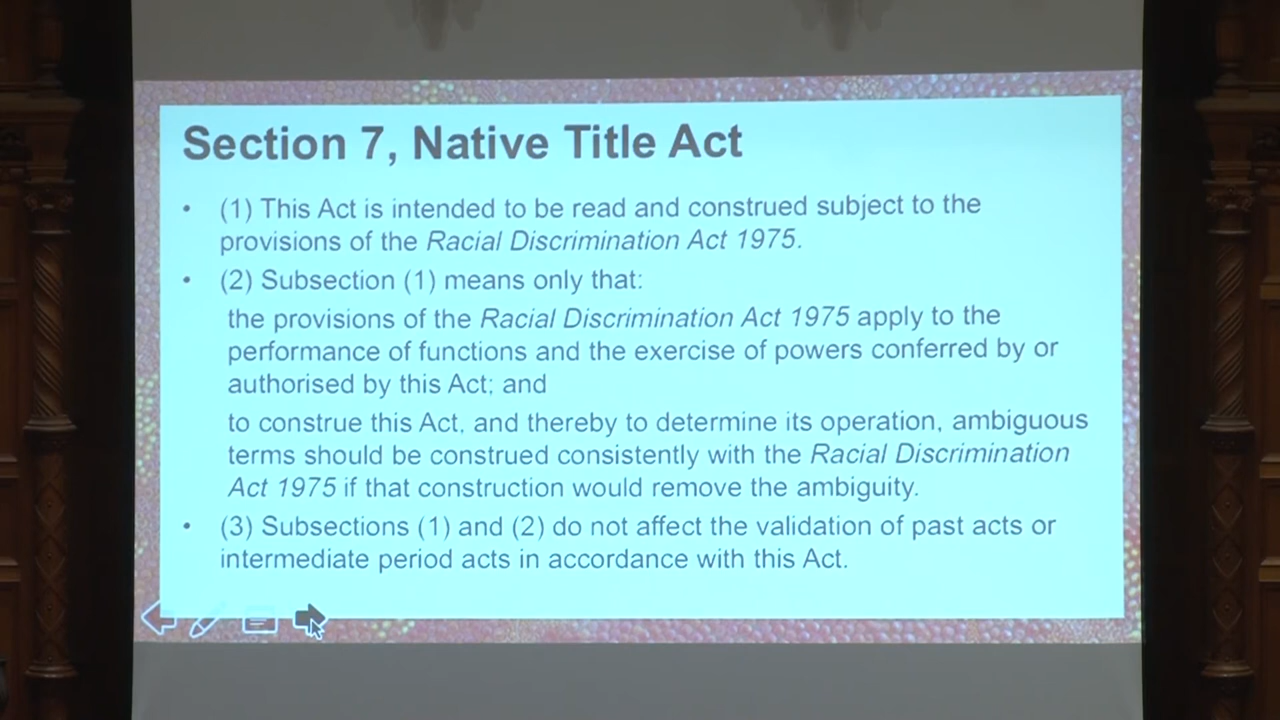 Section 7, Native Title Act
• (1) This Act is intended to be read and construed subject to the
provisions of the Racial Discrimination Act 1975.
• (2) Subsection (1) means only that:
the provisions of the Racial Discrimination Act 1975 apply to the
performance of functions and the exercise of powers conferred by or
authorised by this Act; and
to construe this Act, and thereby to determine its operation, ambiguous
terms should be construed consistently with the Racial Discrimination
Act 1975 if that construction would remove the ambiguity.
• (3) Subsections (1) and (2) do not affect the validation of past acts or
intermediate period acts in accordance with this Act.